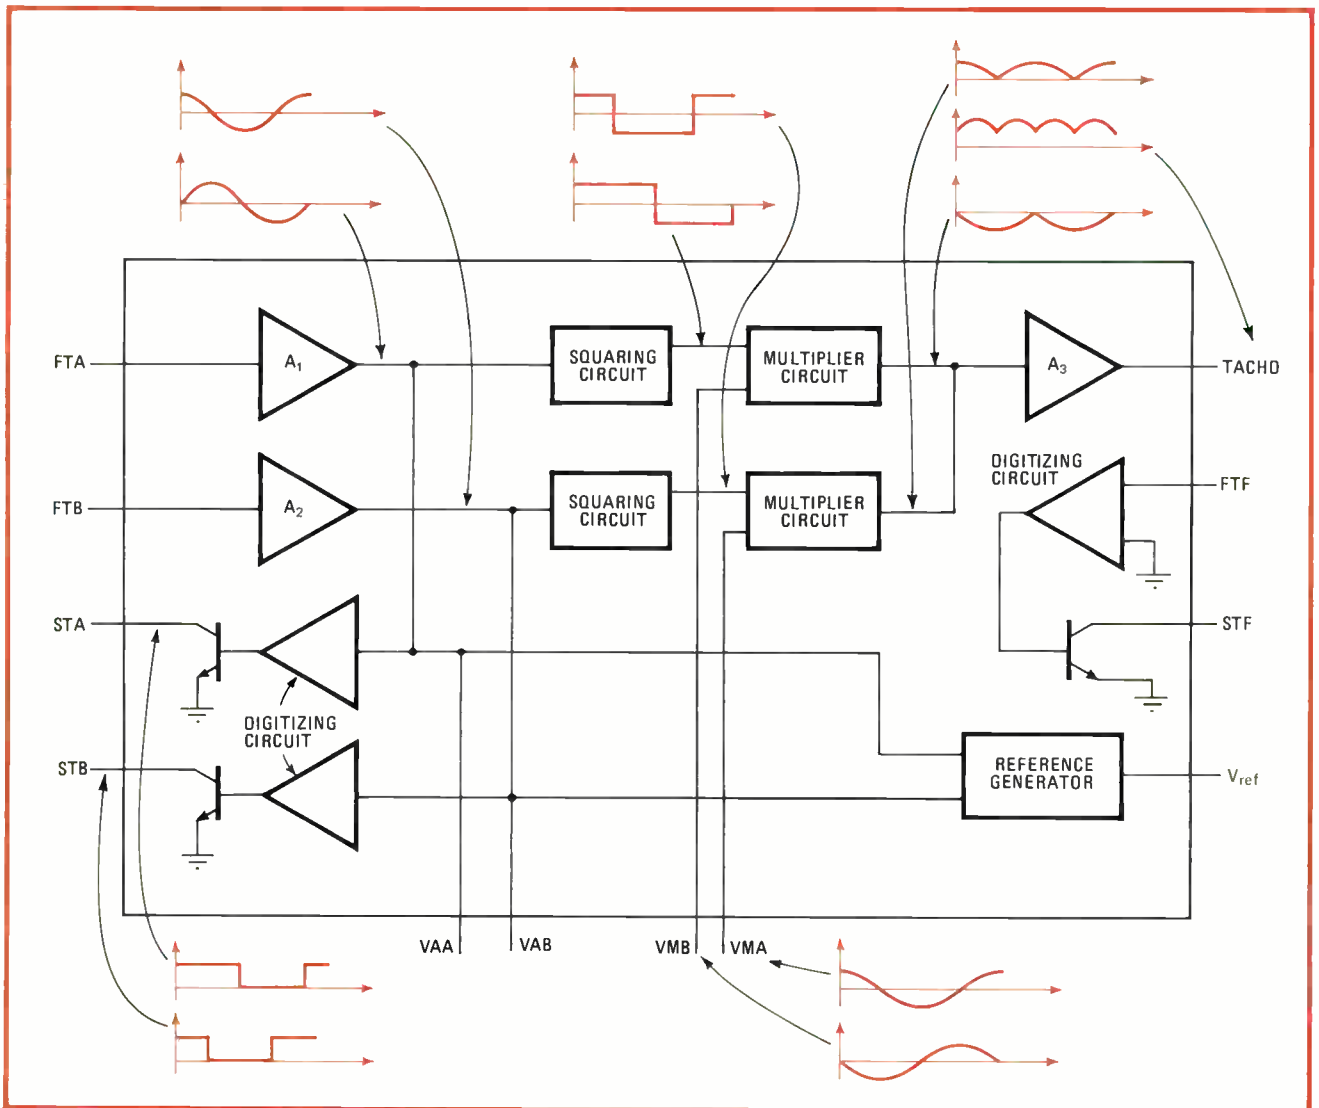 FTA
A1
SQUARING
CIRCUIT
MULTIPLIER
CIRCUIT
A3
TACHO
FTB
A2
SQUARING
CIRCUIT
MULTIPLIER
CIRCUIT
DIGITIZING
CIRCUIT
FTF
STA
STF
DIGITIZING
CIRCUIT
STB
REFERENCE
GENERATOR
Vref
VAA
VAB
VMB
VMA